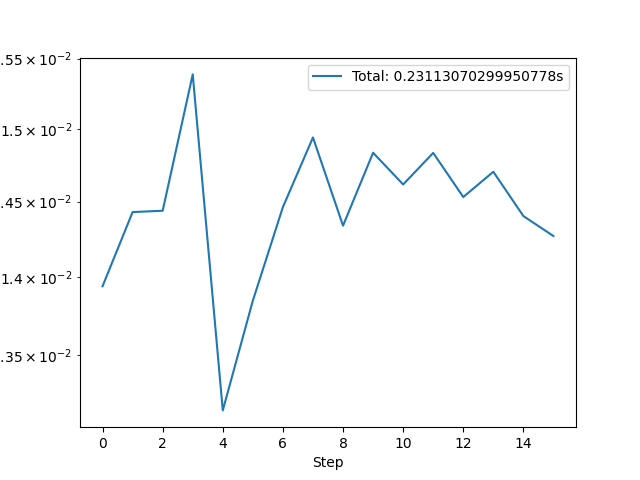 Total: 0.23113070299950778s
.55 × 10⁻²
1.5 × 10⁻²
.45 × 10⁻²
1.4 × 10⁻²
.35 × 10⁻²
0 2 4 6 8 10 12 14
Step